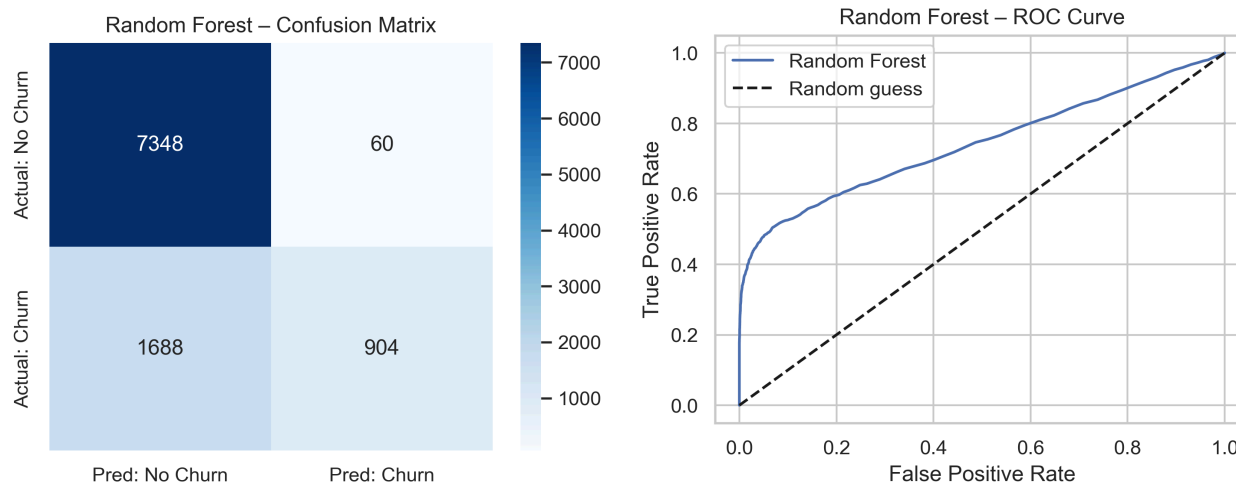 Random Forest – Confusion Matrix
Actual: No Churn
Actual: Churn
7348
60
1688
904
Pred: No Churn
Pred: Churn
7000
6000
5000
4000
3000
2000
1000
Random Forest – ROC Curve
Random Forest
Random guess
True Positive Rate
1.0
0.8
0.6
0.4
0.2
0.0
0.0
0.2
0.4
0.6
0.8
1.0
False Positive Rate